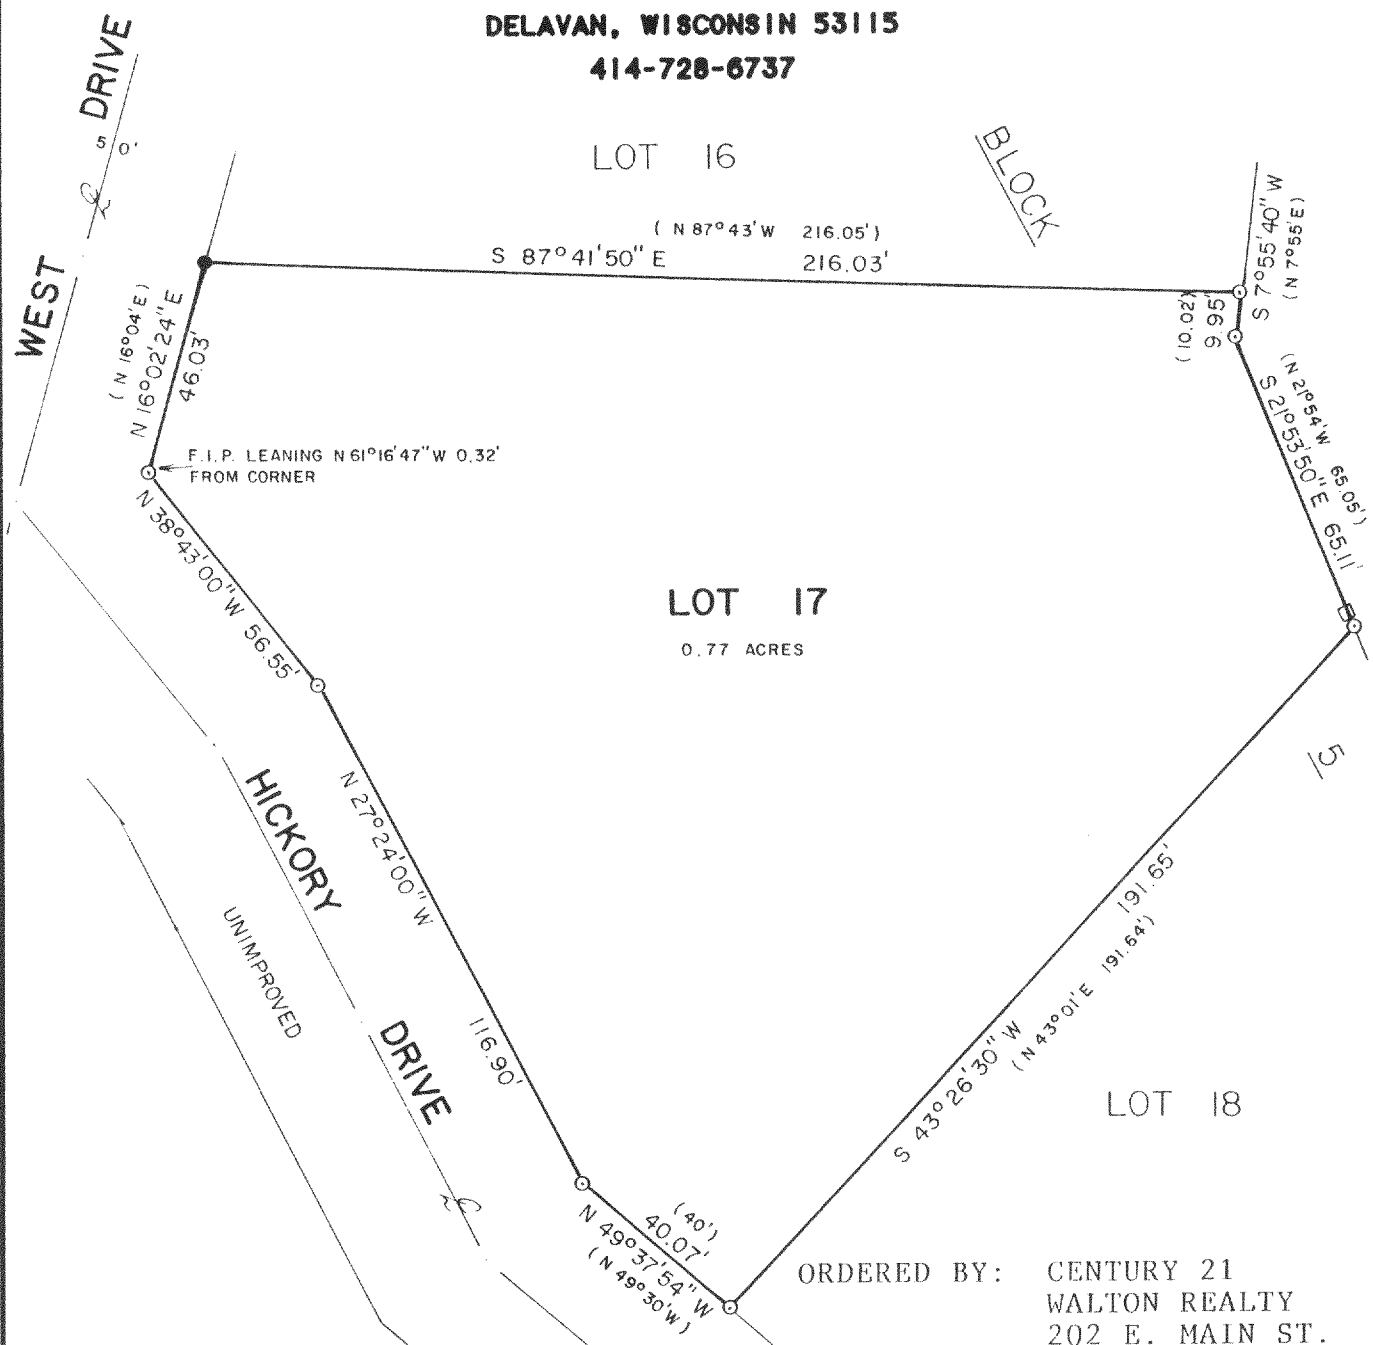 DELAVAN, WISCONSIN 53115
414-728-6737
WEST DRIVE
50'
LOT 16
BLOCK
( N 87°43'W 216.05')
S 87°41'50" E 216.03'
S 7°55'40" W
(N 7°55'E)
(10.02')
9.95'
( N 16°04'E)
N 16°02'24" E
46.03'
(N 21°54'W 65.05')
S 21°53'50" E 65.11'
F.I.P. LEANING N 61°16'47"W 0.32'
FROM CORNER
N 38°43'00"W 56.55'
LOT 17
0.77 ACRES
5
HICKORY DRIVE
N 27°24'00" W
116.90'
UNIMPROVED
191.65'
S 43°26'30" W
( N 43°01'E 191.64')
LOT 18
(40')
40.07'
N 49°37'54" W
( N 49°30'W )
ORDERED BY: CENTURY 21
WALTON REALTY
202 E. MAIN ST.